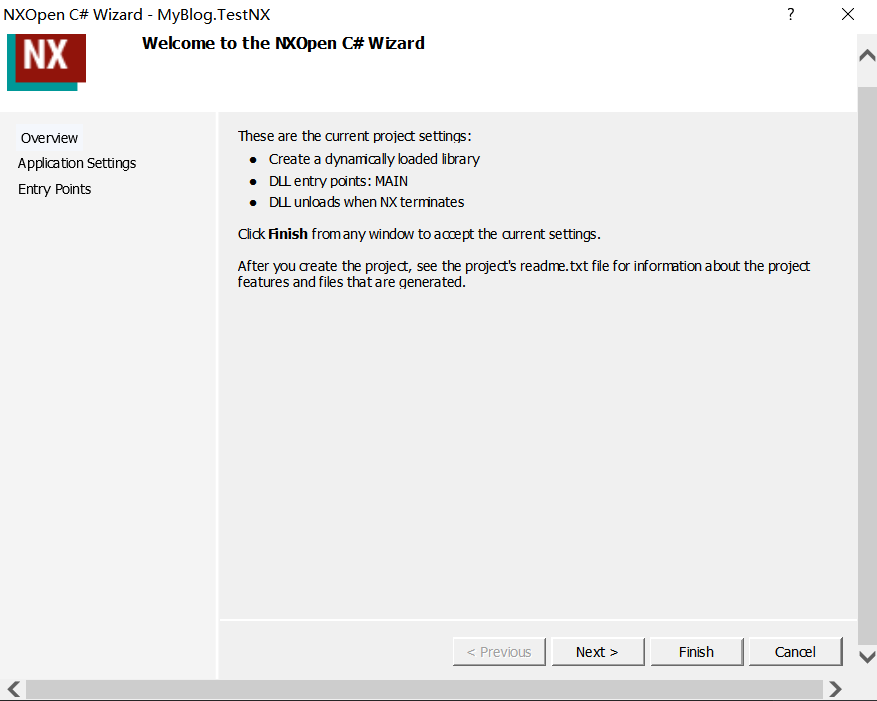 NXOpen C# Wizard - MyBlog.TestNX
?
NX
Welcome to the NXOpen C# Wizard
Overview
Application Settings
Entry Points
These are the current project settings:
● Create a dynamically loaded library
● DLL entry points: MAIN
● DLL unloads when NX terminates
Click Finish from any window to accept the current settings.
After you create the project, see the project's readme.txt file for information about the project
features and files that are generated.
< Previous
Next >
Finish
Cancel